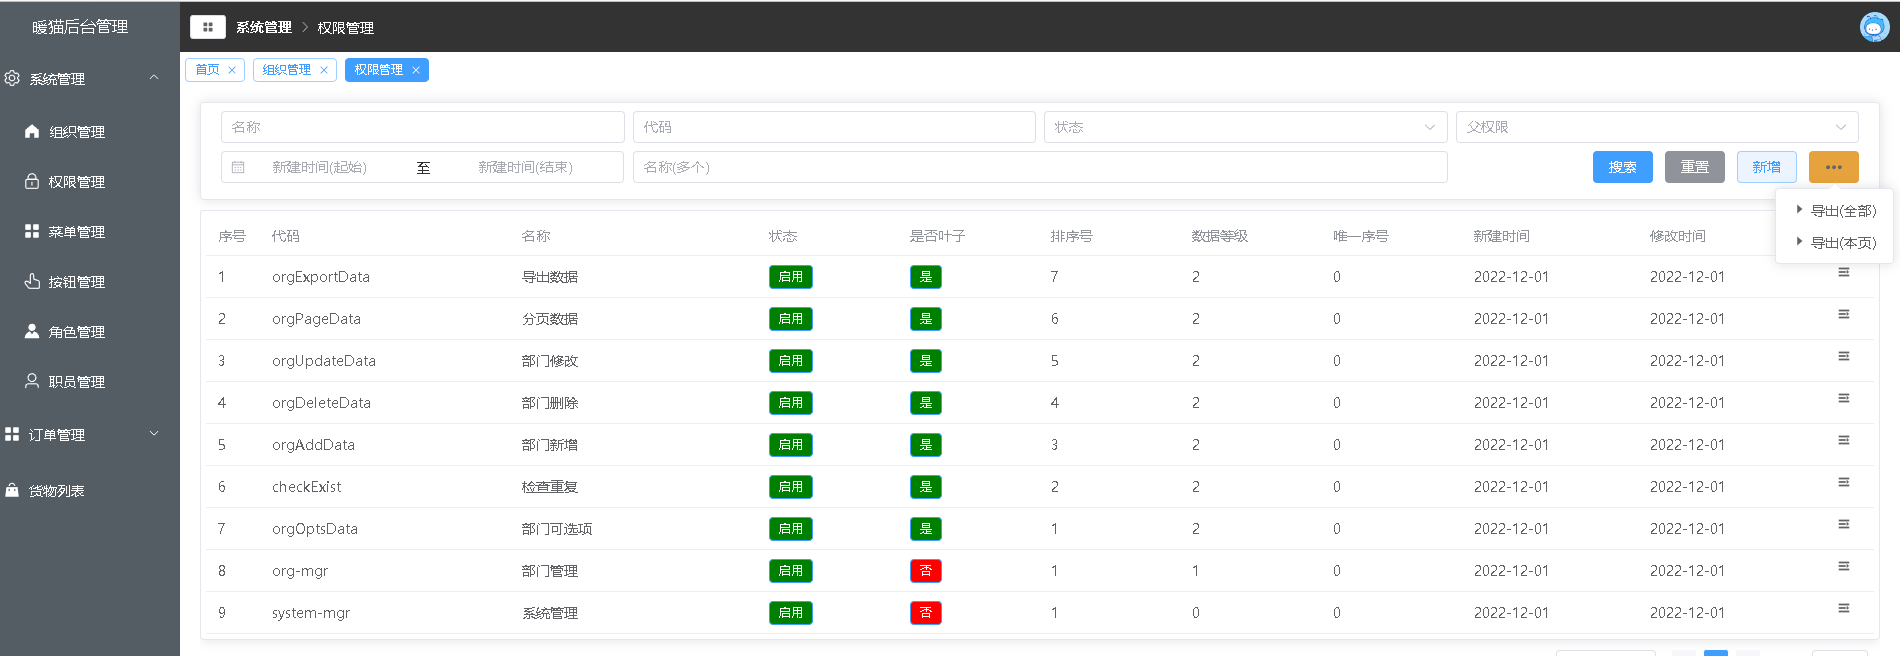 暖猫后台管理
系统管理
组织管理
权限管理
菜单管理
按钮管理
角色管理
职员管理
订单管理
货物列表
系统管理 > 权限管理
首页 × 组织管理 × 权限管理 ×
名称 代码 状态 父权限
新建时间(起始) 至 新建时间(结束) 名称(多个) 搜索 重置 新增 •••
导出(全部)
导出(本页)
序号 代码 名称 状态 是否叶子 排序号 数据等级 唯一序号 新建时间 修改时间
1 orgExportData 导出数据 启用 是 7 2 0 2022-12-01 2022-12-01
2 orgPageData 分页数据 启用 是 6 2 0 2022-12-01 2022-12-01
3 orgUpdateData 部门修改 启用 是 5 2 0 2022-12-01 2022-12-01
4 orgDeleteData 部门删除 启用 是 4 2 0 2022-12-01 2022-12-01
5 orgAddData 部门新增 启用 是 3 2 0 2022-12-01 2022-12-01
6 checkExist 检查重复 启用 是 2 2 0 2022-12-01 2022-12-01
7 orgOptsData 部门可选项 启用 是 1 2 0 2022-12-01 2022-12-01
8 org-mgr 部门管理 启用 否 1 1 0 2022-12-01 2022-12-01
9 system-mgr 系统管理 启用 否 1 0 0 2022-12-01 2022-12-01